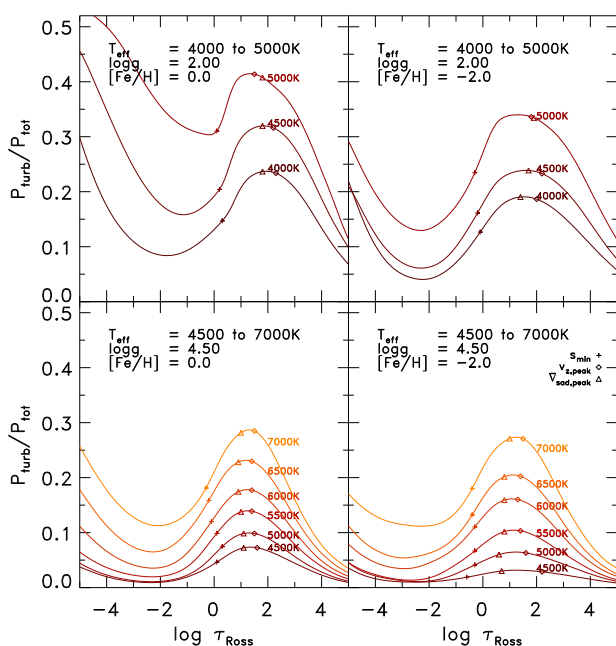 T_eff = 4000 to 5000K
logg = 2.00
[Fe/H] = 0.0
5000K
4500K
4000K
T_eff = 4000 to 5000K
logg = 2.00
[Fe/H] = −2.0
5000K
4500K
4000K
0.5
0.4
0.3
0.2
0.1
0.0
P_turb/P_tot
T_eff = 4500 to 7000K
logg = 4.50
[Fe/H] = 0.0
7000K
6500K
6000K
5500K
5000K
4500K
T_eff = 4500 to 7000K
logg = 4.50
[Fe/H] = −2.0
s_min +
v_z,peak ◇
∇_sad,peak △
7000K
6500K
6000K
5500K
5000K
4500K
0.5
0.4
0.3
0.2
0.1
0.0
P_turb/P_tot
−4 −2 0 2 4
−4 −2 0 2 4
log τ_Ross
log τ_Ross